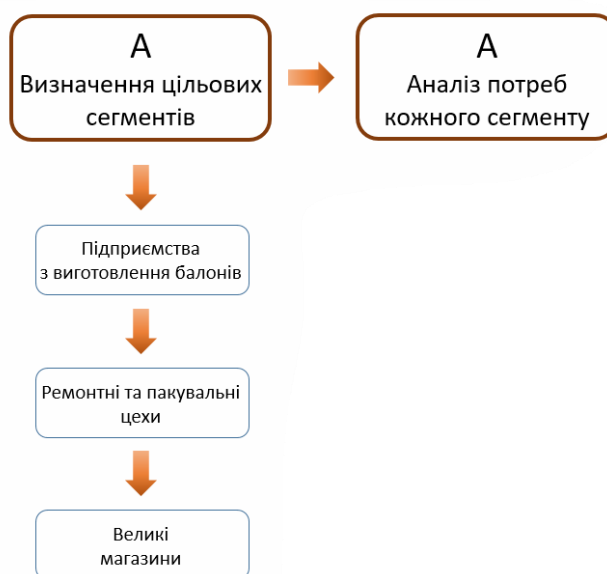 А
Визначення цільових
сегментів
А
Аналіз потреб
кожного сегменту
Підприємства
з виготовлення балонів
Ремонтні та пакувальні
цехи
Великі
магазини